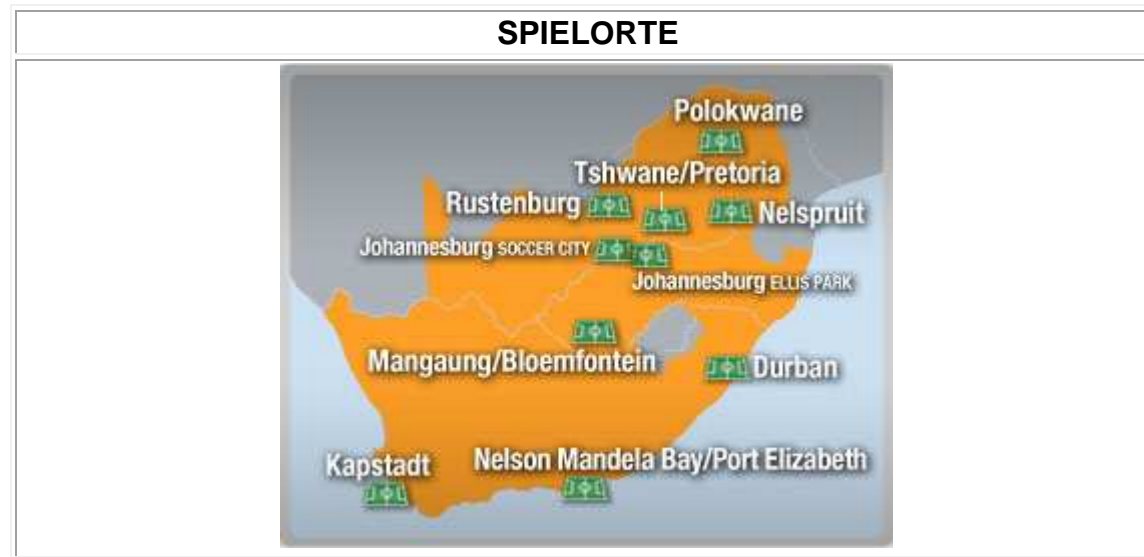 SPIELORTE
Polokwane
Tshwane/Pretoria
Rustenburg
Nelspruit
Johannesburg SOCCER CITY
Johannesburg ELLIS PARK
Mangaung/Bloemfontein
Durban
Kapstadt
Nelson Mandela Bay/Port Elizabeth